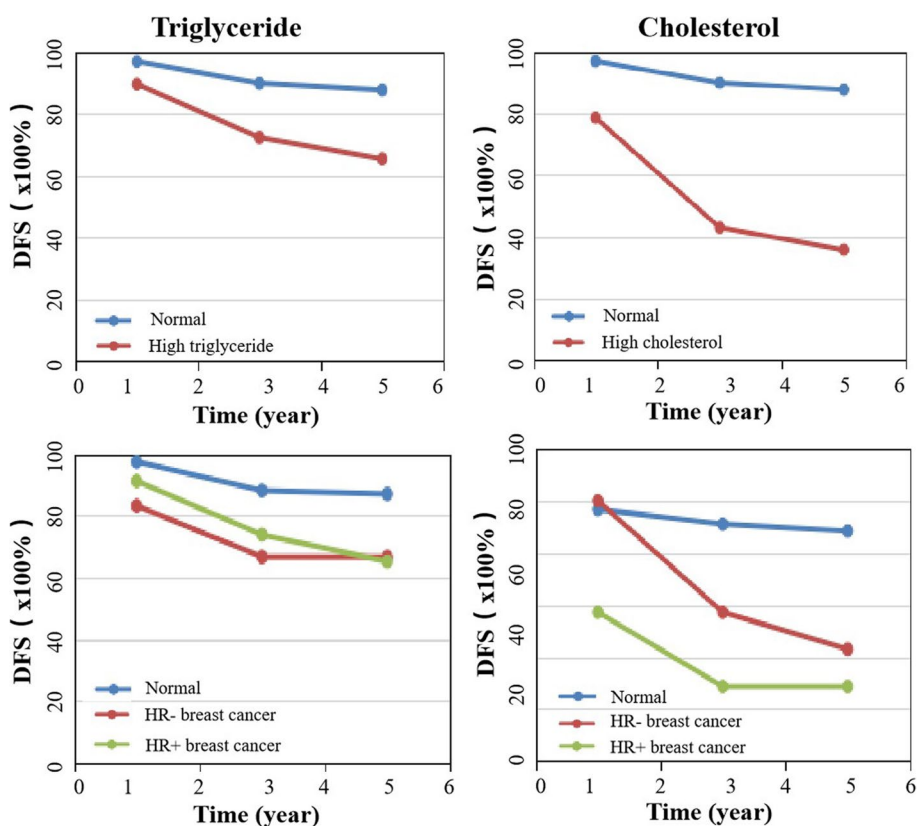 Triglyceride
DFS ( x100%)
100
80
60
40
20
0
Normal
High triglyceride
0 1 2 3 4 5 6
Time (year)
Cholesterol
DFS ( x100%)
100
80
60
40
20
0
Normal
High cholesterol
0 1 2 3 4 5 6
Time (year)
DFS ( x100%)
100
80
60
40
20
0
Normal
HR- breast cancer
HR+ breast cancer
0 1 2 3 4 5 6
Time (year)
DFS ( x100%)
100
80
60
40
20
0
Normal
HR- breast cancer
HR+ breast cancer
0 1 2 3 4 5 6
Time (year)